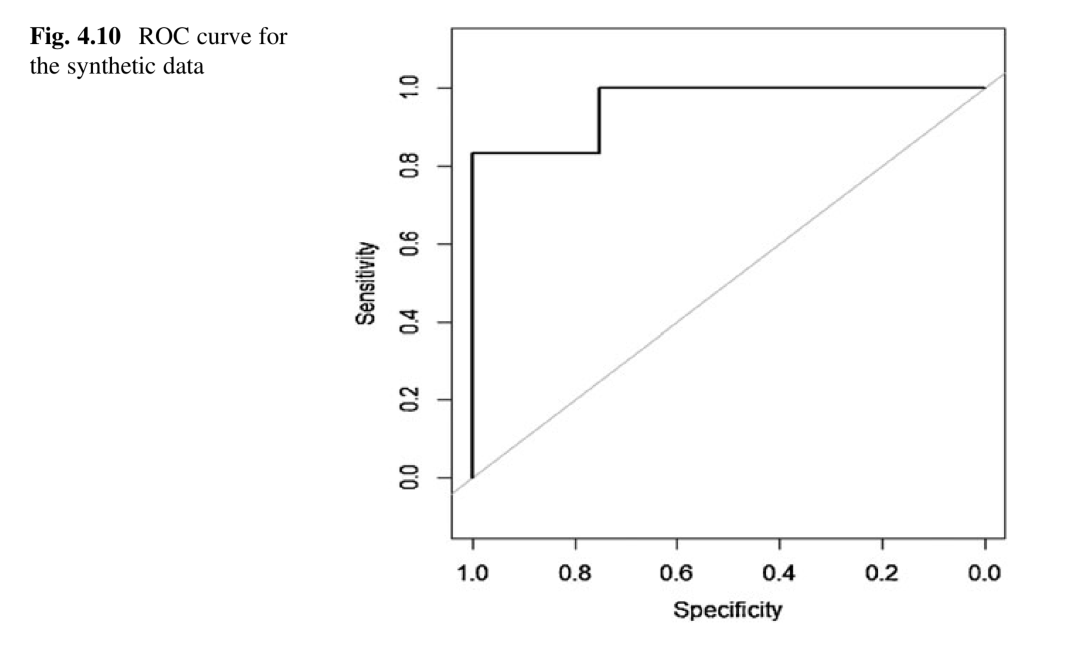 Fig. 4.10 ROC curve for
the synthetic data
1.0
0.8
0.6
0.4
0.2
0.0
Sensitivity
1.0 0.8 0.6 0.4 0.2 0.0
Specificity